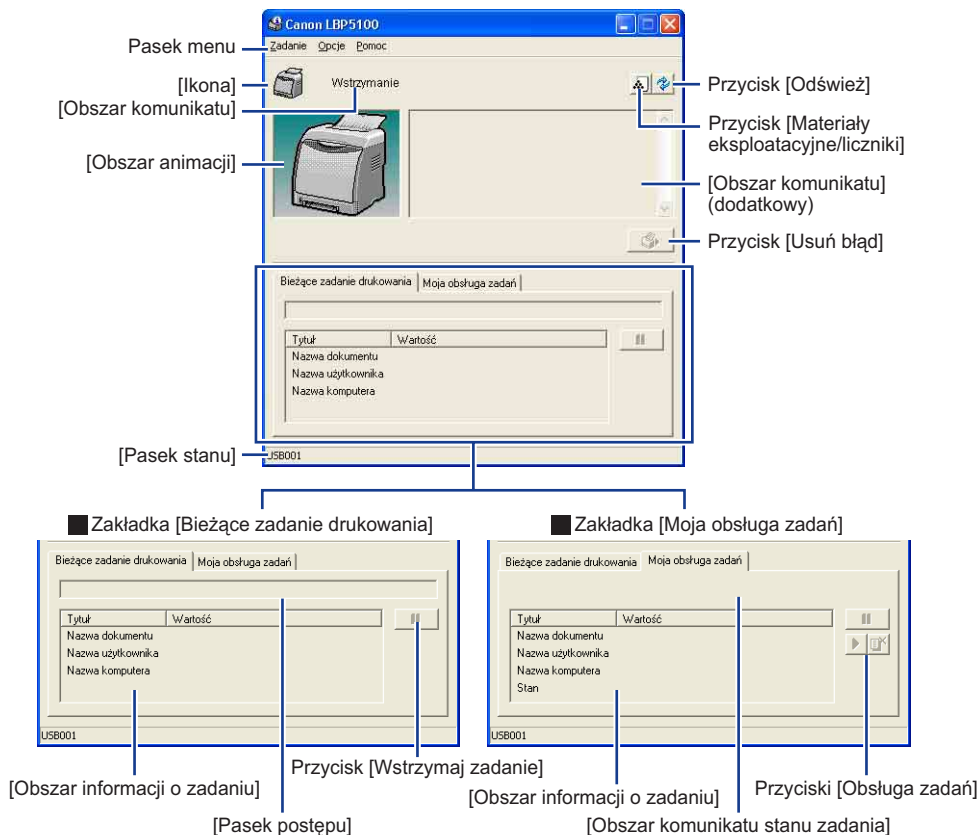 Canon LBP5100
Pasek menu
Zadanie Opcje Pomoc
[Ikona]
Wstrzymanie
Przycisk [Odśwież]
[Obszar komunikatu]
Przycisk [Materiały
eksploatacyjne/liczniki]
[Obszar animacji]
[Obszar komunikatu]
(dodatkowy)
Przycisk [Usuń błąd]
Bieżące zadanie drukowania Moja obsługa zadań
Tytuł Wartość
Nazwa dokumentu
Nazwa użytkownika
Nazwa komputera
[Pasek stanu]
USB001
Zakładka [Bieżące zadanie drukowania]
Bieżące zadanie drukowania Moja obsługa zadań
Tytuł Wartość
Nazwa dokumentu
Nazwa użytkownika
Nazwa komputera
USB001
Przycisk [Wstrzymaj zadanie]
[Obszar informacji o zadaniu]
[Pasek postępu]
Zakładka [Moja obsługa zadań]
Bieżące zadanie drukowania Moja obsługa zadań
Tytuł Wartość
Nazwa dokumentu
Nazwa użytkownika
Nazwa komputera
Stan
USB001
[Obszar informacji o zadaniu]
Przyciski [Obsługa zadań]
[Obszar komunikatu stanu zadania]